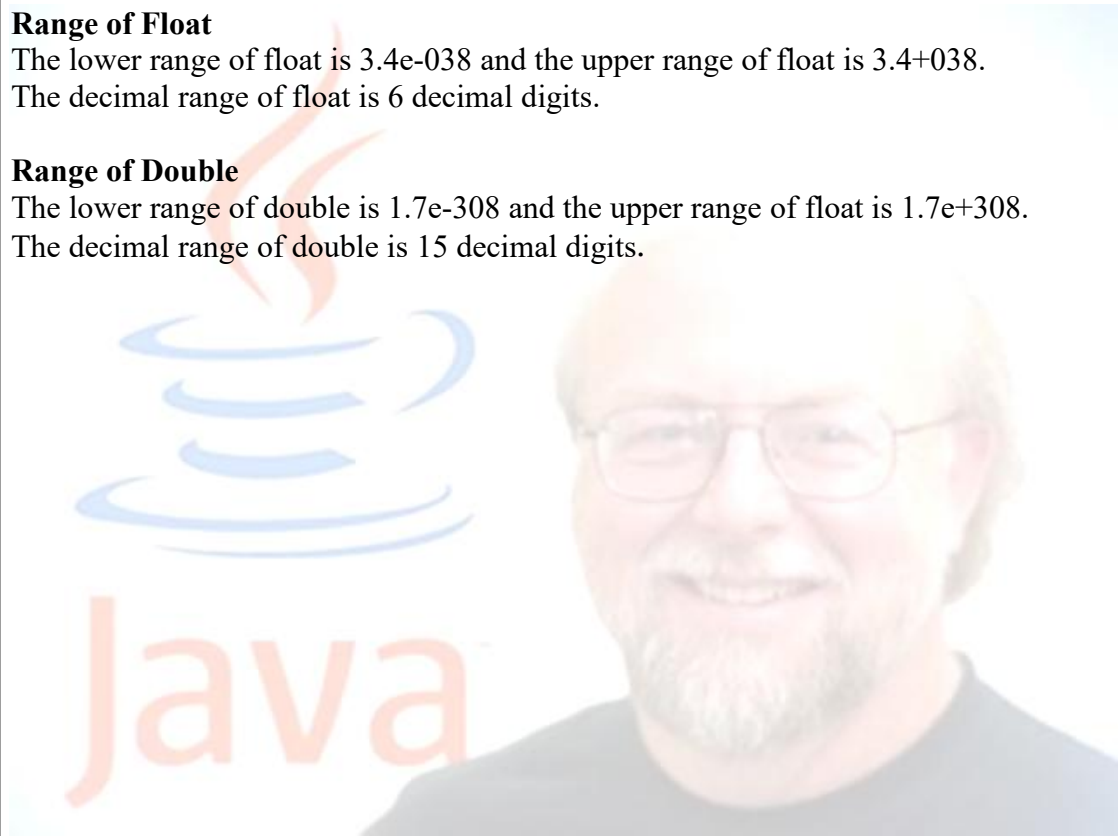 Range of Float
The lower range of float is 3.4e-038 and the upper range of float is 3.4+038.
The decimal range of float is 6 decimal digits.
Range of Double
The lower range of double is 1.7e-308 and the upper range of float is 1.7e+308.
The decimal range of double is 15 decimal digits.
Java